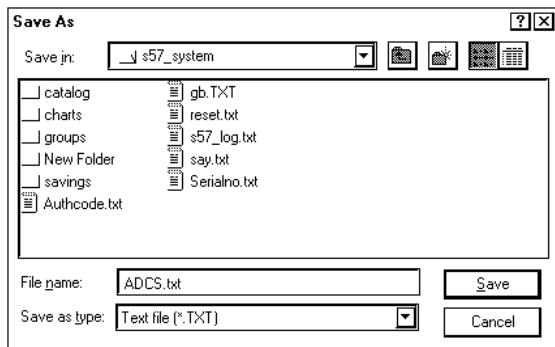 Save As
Save in: s57_system
catalog
charts
groups
New Folder
savings
Authcode.txt
gb.TXT
reset.txt
s57_log.txt
say.txt
Serialno.txt
File name: ADCS.txt
Save
Save as type: Text file (*.TXT)
Cancel